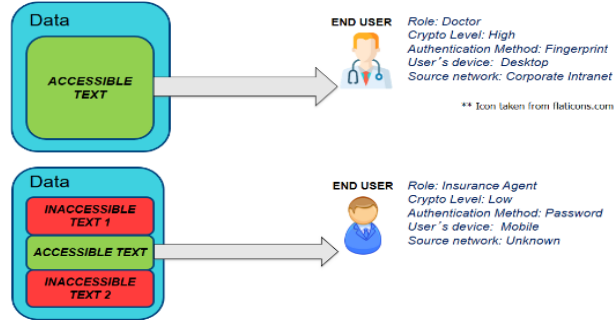 Data
ACCESSIBLE
TEXT
END USER
Role: Doctor
Crypto Level: High
Authentication Method: Fingerprint
User´s device:  Desktop
Source network: Corporate Intranet
** Icon taken from flaticons.com
Data
INACCESSIBLE
TEXT 1
ACCESSIBLE TEXT
INACCESSIBLE
TEXT 2
END USER
Role: Insurance Agent
Crypto Level: Low
Authentication Method: Password
User´s device:  Mobile
Source network: Unknown